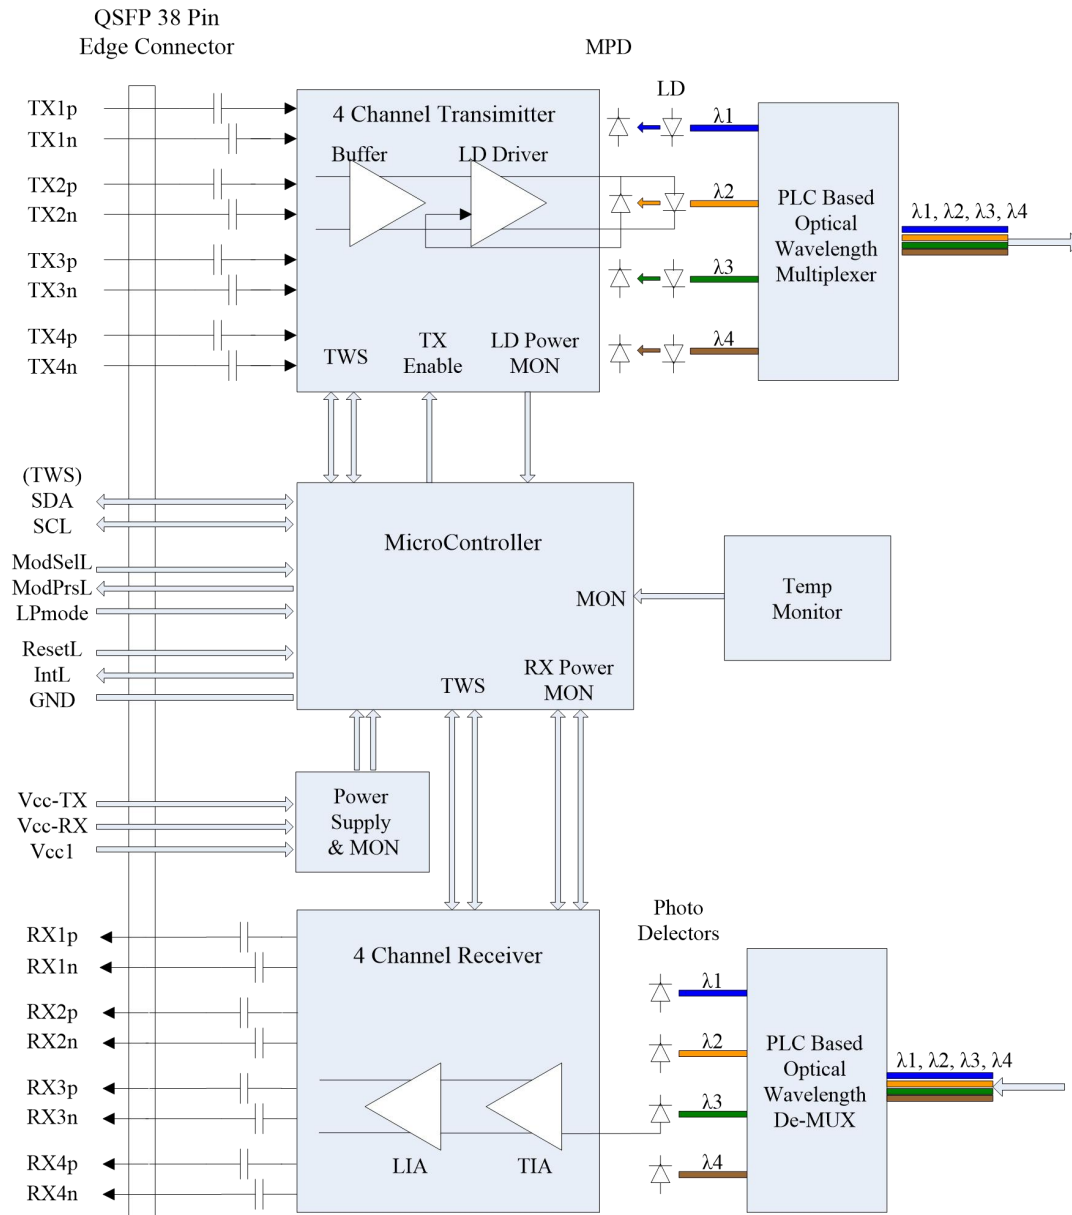 QSFP 38 Pin
Edge Connector
MPD
LD
TX1p
TX1n
TX2p
TX2n
TX3p
TX3n
TX4p
TX4n
4 Channel Transimitter
Buffer
LD Driver
TWS
TX
Enable
LD Power
MON
λ1
λ2
λ3
λ4
PLC Based
Optical
Wavelength
Multiplexer
λ1, λ2, λ3, λ4
(TWS)
SDA
SCL
ModSelL
ModPrsL
LPmode
ResetL
IntL
GND
MicroController
MON
RX Power
MON
TWS
Temp
Monitor
Vcc-TX
Vcc-RX
Vcc1
Power
Supply
& MON
RX1p
RX1n
RX2p
RX2n
RX3p
RX3n
RX4p
RX4n
4 Channel Receiver
LIA
TIA
Photo
Delectors
λ1
λ2
λ3
λ4
PLC Based
Optical
Wavelength
De-MUX
λ1, λ2, λ3, λ4